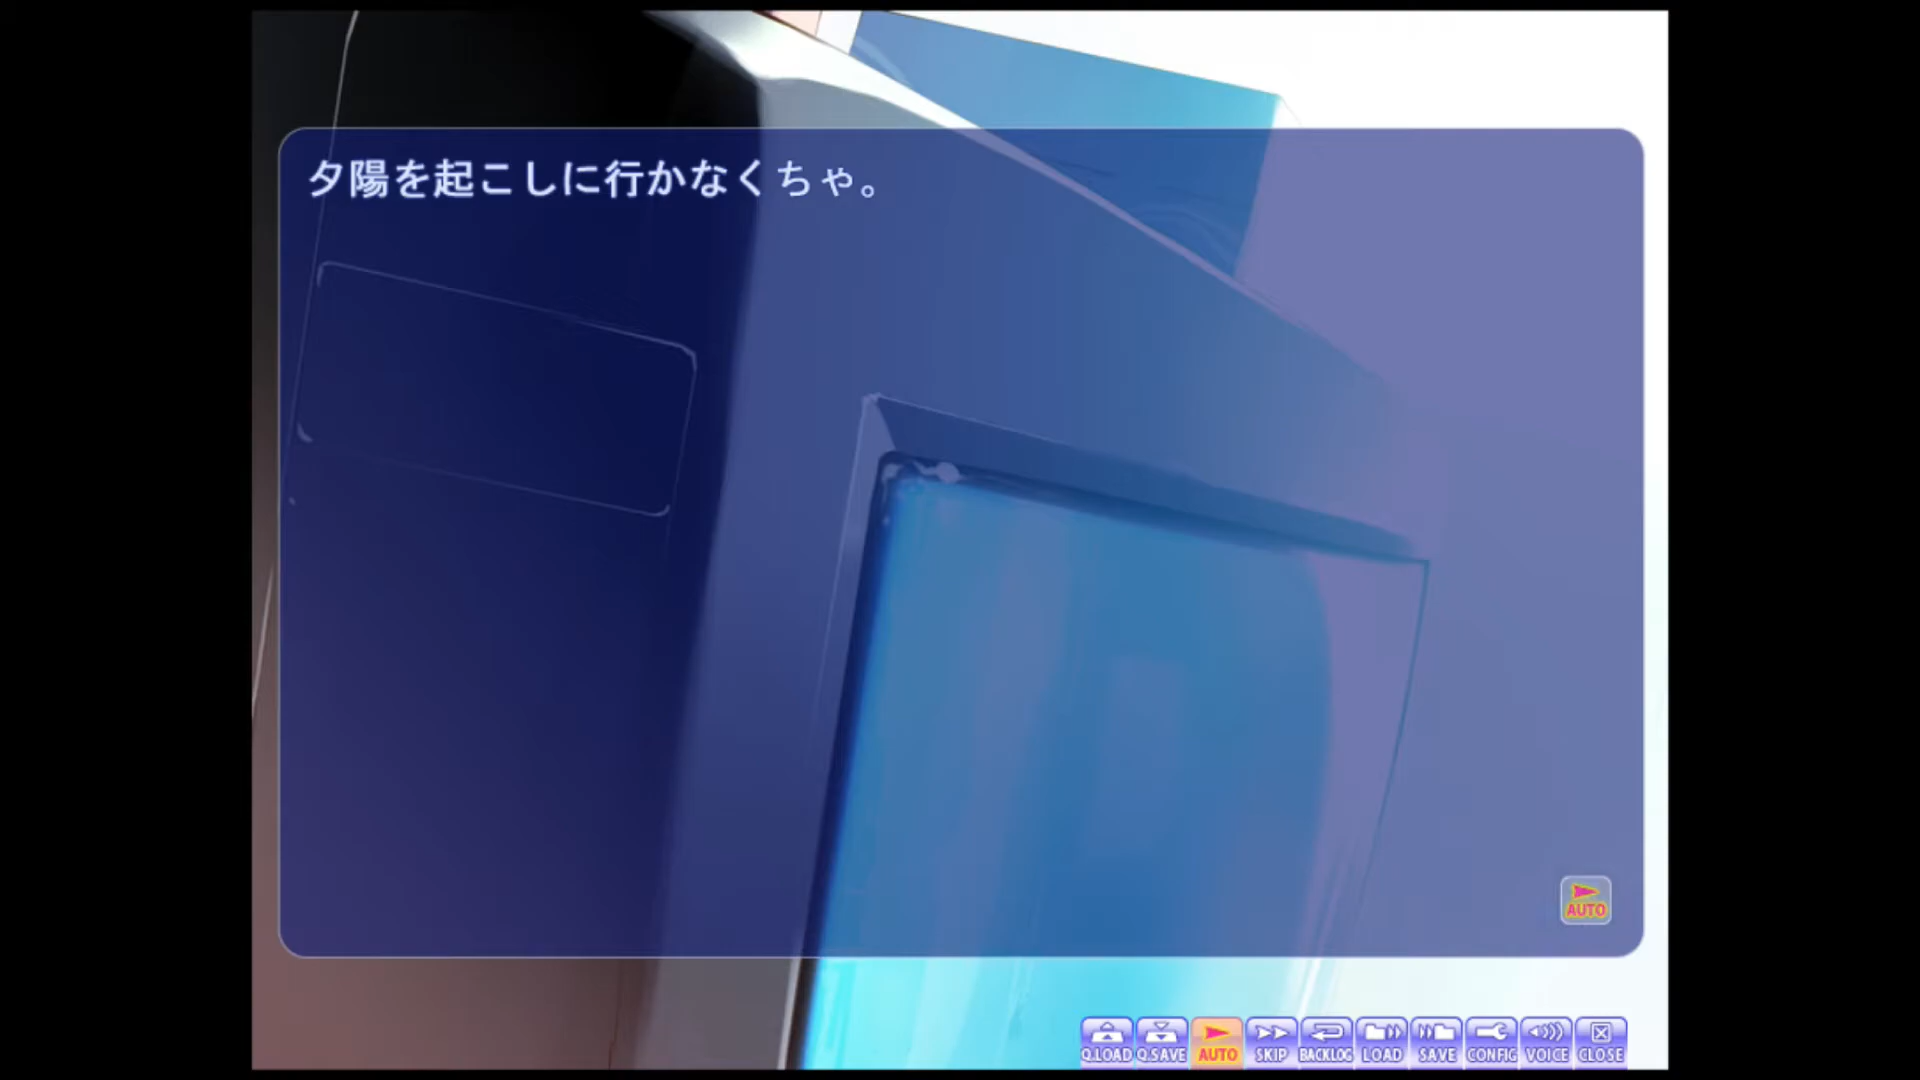 夕陽を起こしに行かなくちゃ。
AUTO
Q.LOAD Q.SAVE AUTO SKIP BACKLOG LOAD SAVE CONFIG VOICE CLOSE